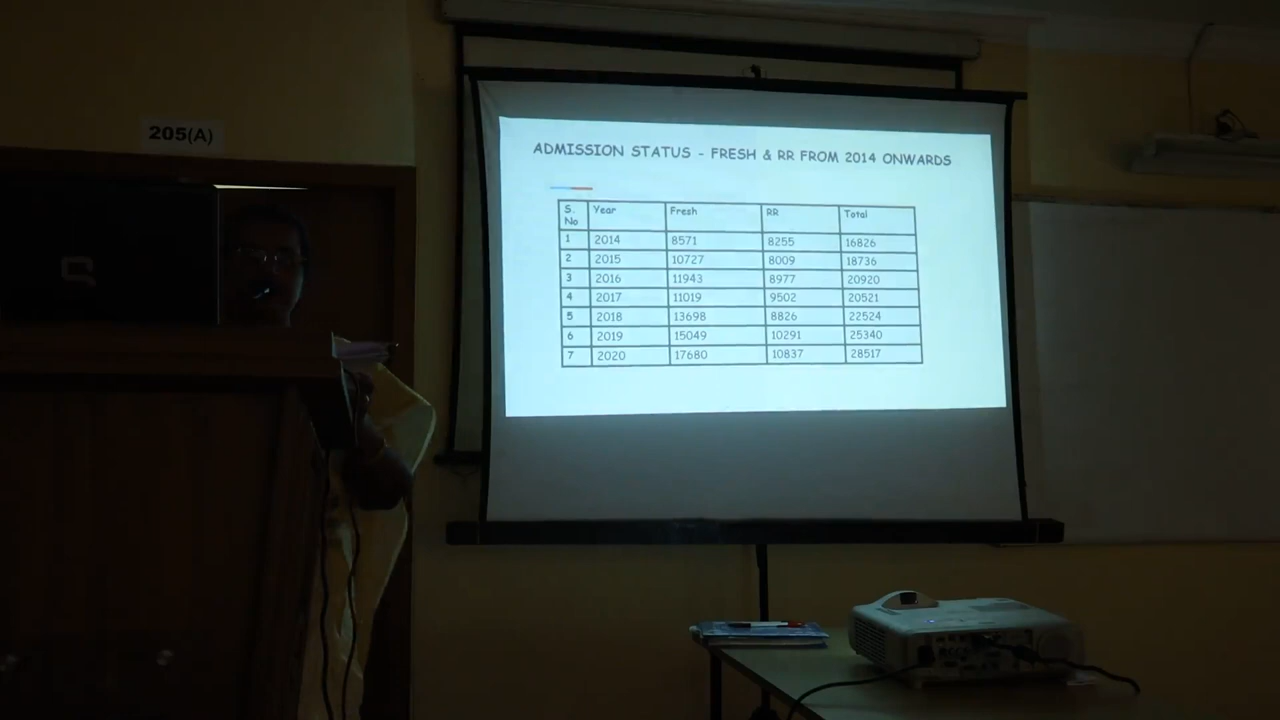 205(A)
ADMISSION STATUS - FRESH & RR FROM 2014 ONWARDS
S. No Year Fresh RR Total
1 2014 8571 8255 16826
2 2015 10727 8009 18736
3 2016 11943 8977 20920
4 2017 11019 9502 20521
5 2018 13698 8826 22524
6 2019 15049 10291 25340
7 2020 17680 10837 28517